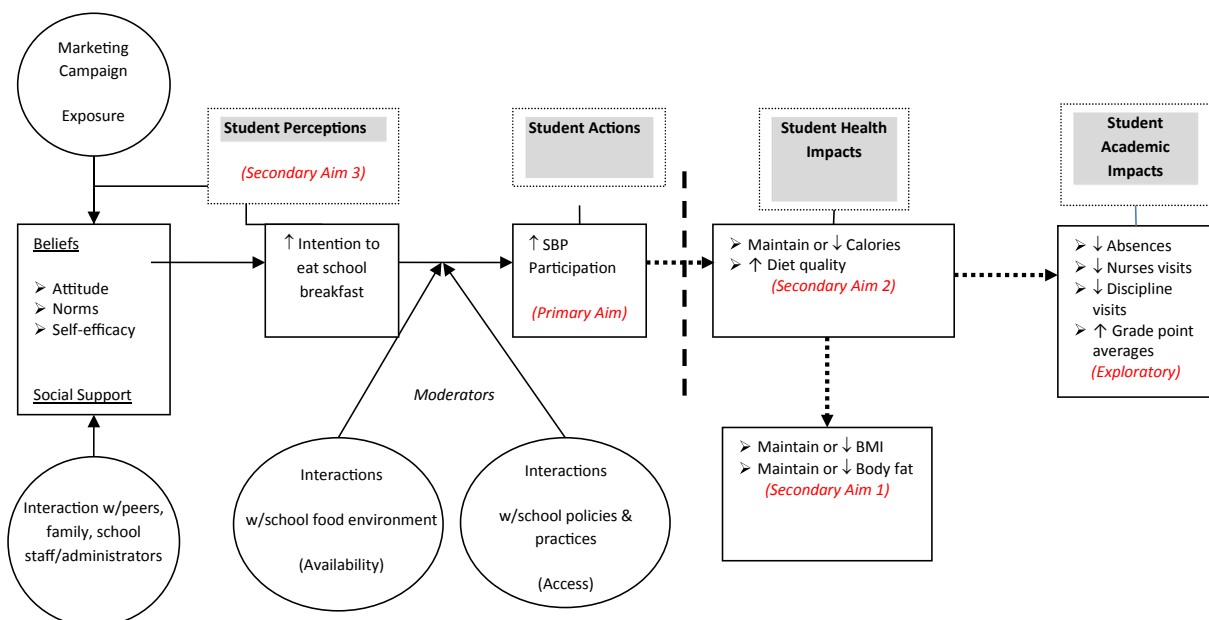 Marketing
Campaign
Exposure
Student Perceptions
(Secondary Aim 3)
Student Actions
Student Health
Impacts
Student
Academic
Impacts
Beliefs
➢ Attitude
➢ Norms
➢ Self-efficacy
Social Support
↑ Intention to
eat school
breakfast
↑ SBP
Participation
(Primary Aim)
➢ Maintain or ↓ Calories
➢ ↑ Diet quality
(Secondary Aim 2)
➢ ↓ Absences
➢ ↓ Nurses visits
➢ ↓ Discipline
visits
➢ ↑ Grade point
averages
(Exploratory)
Moderators
Interaction w/peers,
family, school
staff/administrators
Interactions
w/school food environment
(Availability)
Interactions
w/school policies &
practices
(Access)
➢ Maintain or ↓ BMI
➢ Maintain or ↓ Body fat
(Secondary Aim 1)